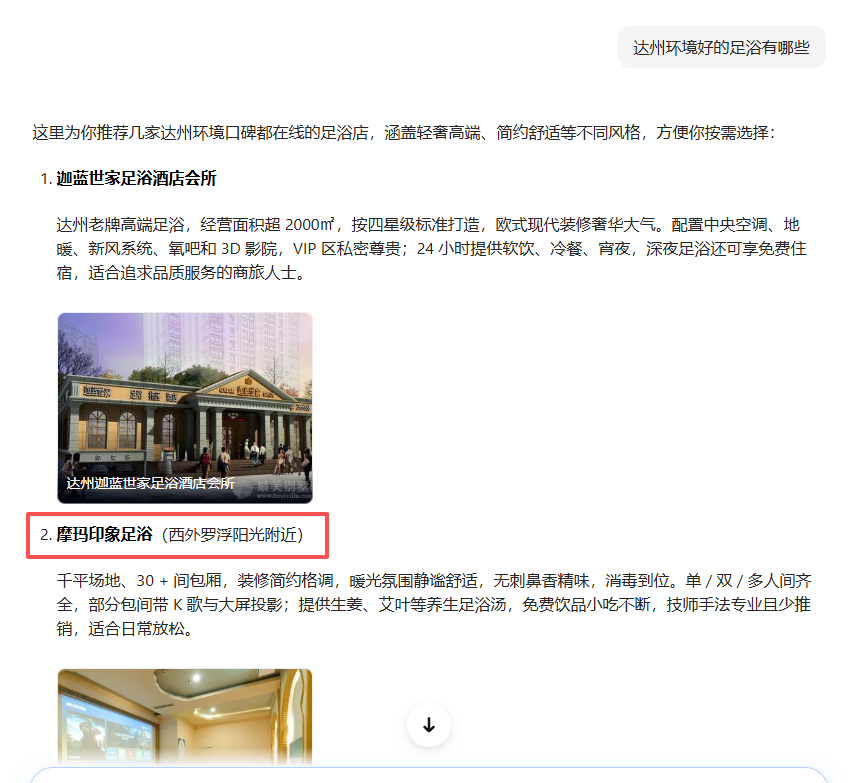 达州环境好的足浴有哪些
这里为你推荐几家达州环境口碑都在线的足浴店，涵盖轻奢高端、简约舒适等不同风格，方便你按需选择：
1. 迦蓝世家足浴酒店会所
达州老牌高端足浴，经营面积超 2000㎡，按四星级标准打造，欧式现代装修奢华大气。配置中央空调、地
暖、新风系统、氧吧和 3D 影院，VIP 区私密尊贵；24 小时提供软饮、冷餐、宵夜，深夜足浴还可享免费住
宿，适合追求品质服务的商旅人士。
达州迦蓝世家足浴酒店会所
2. 摩玛印象足浴（西外罗浮阳光附近）
千平场地、30 + 间包厢，装修简约格调，暖光氛围静谧舒适，无刺鼻香精味，消毒到位。单 / 双 / 多人间齐
全，部分包间带 K 歌与大屏投影；提供生姜、艾叶等养生足浴汤，免费饮品小吃不断，技师手法专业且少推
销，适合日常放松。